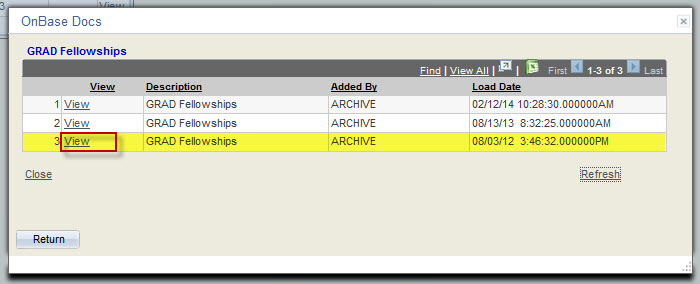 3 View
OnBase Docs
GRAD Fellowships
Find | View All | | First 1-3 of 3 Last
View Description Added By Load Date
1 View GRAD Fellowships ARCHIVE 02/12/14 10:28:30.000000AM
2 View GRAD Fellowships ARCHIVE 08/13/13 8:32:25.000000AM
3 View GRAD Fellowships ARCHIVE 08/03/12 3:46:32.000000PM
Close Refresh
Return